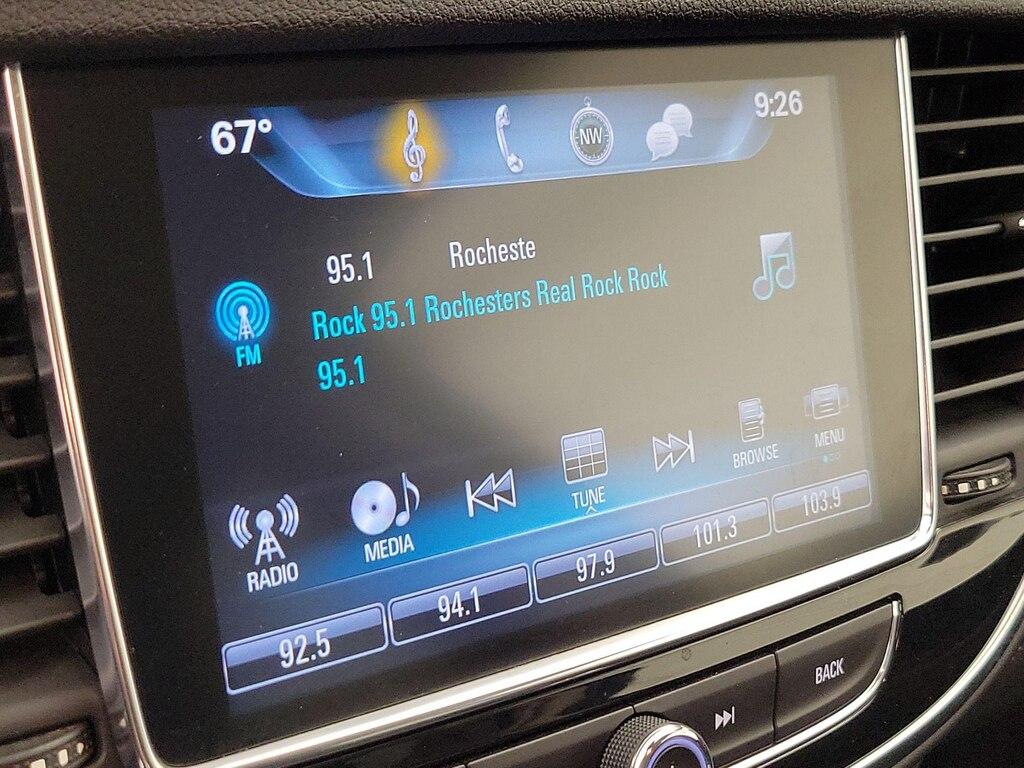 67° 9:26
NW
95.1 Rocheste
Rock 95.1 Rochesters Real Rock Rock
95.1
FM
RADIO MEDIA TUNE BROWSE MENU
92.5 94.1 97.9 101.3 103.9
BACK